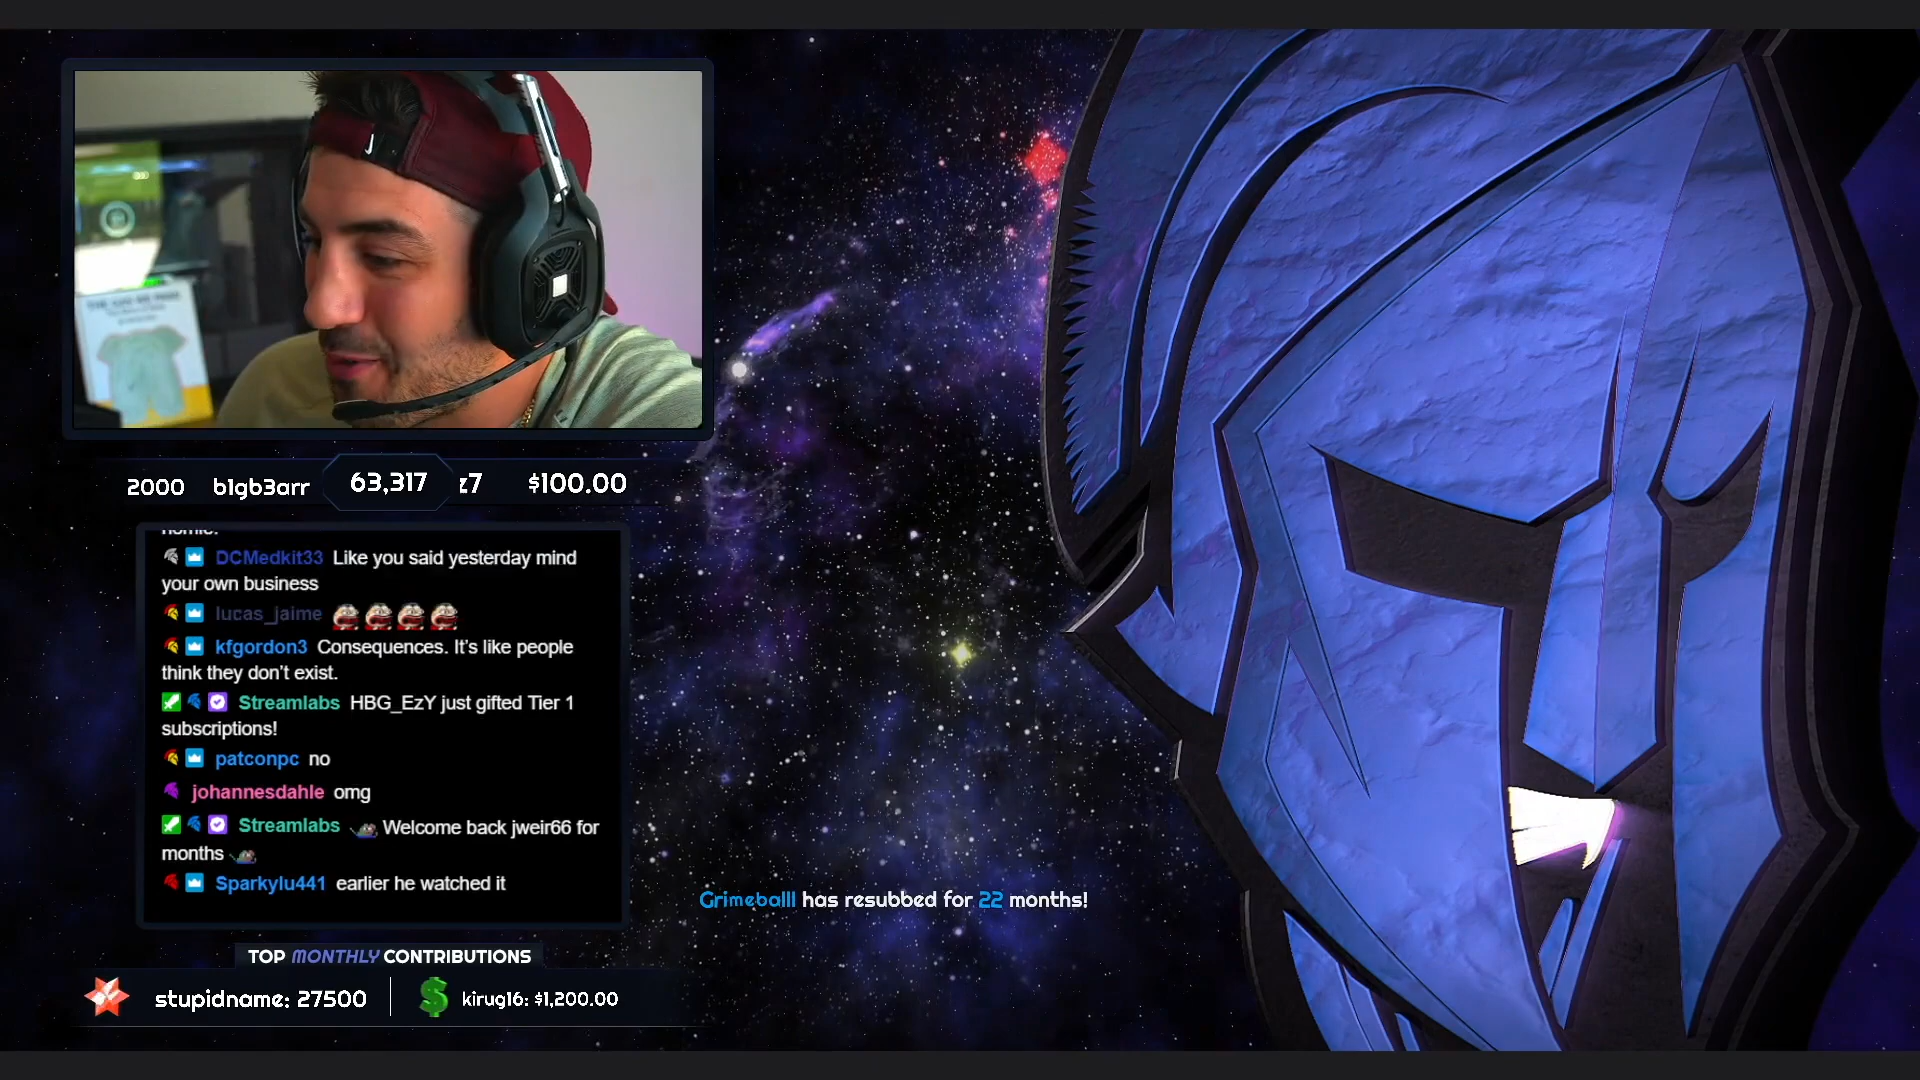 2000 b1gb3arr 63,317 z7 $100.00
DCMedkit33 Like you said yesterday mind
your own business
lucas_jaime
kfgordon3 Consequences. It's like people
think they don't exist.
Streamlabs HBG_EzY just gifted Tier 1
subscriptions!
patconpc no
johannesdahle omg
Streamlabs Welcome back jweir66 for
months
Sparkylu441 earlier he watched it
Grimeballl has resubbed for 22 months!
TOP MONTHLY CONTRIBUTIONS
stupidname: 27500
kirug16: $1,200.00